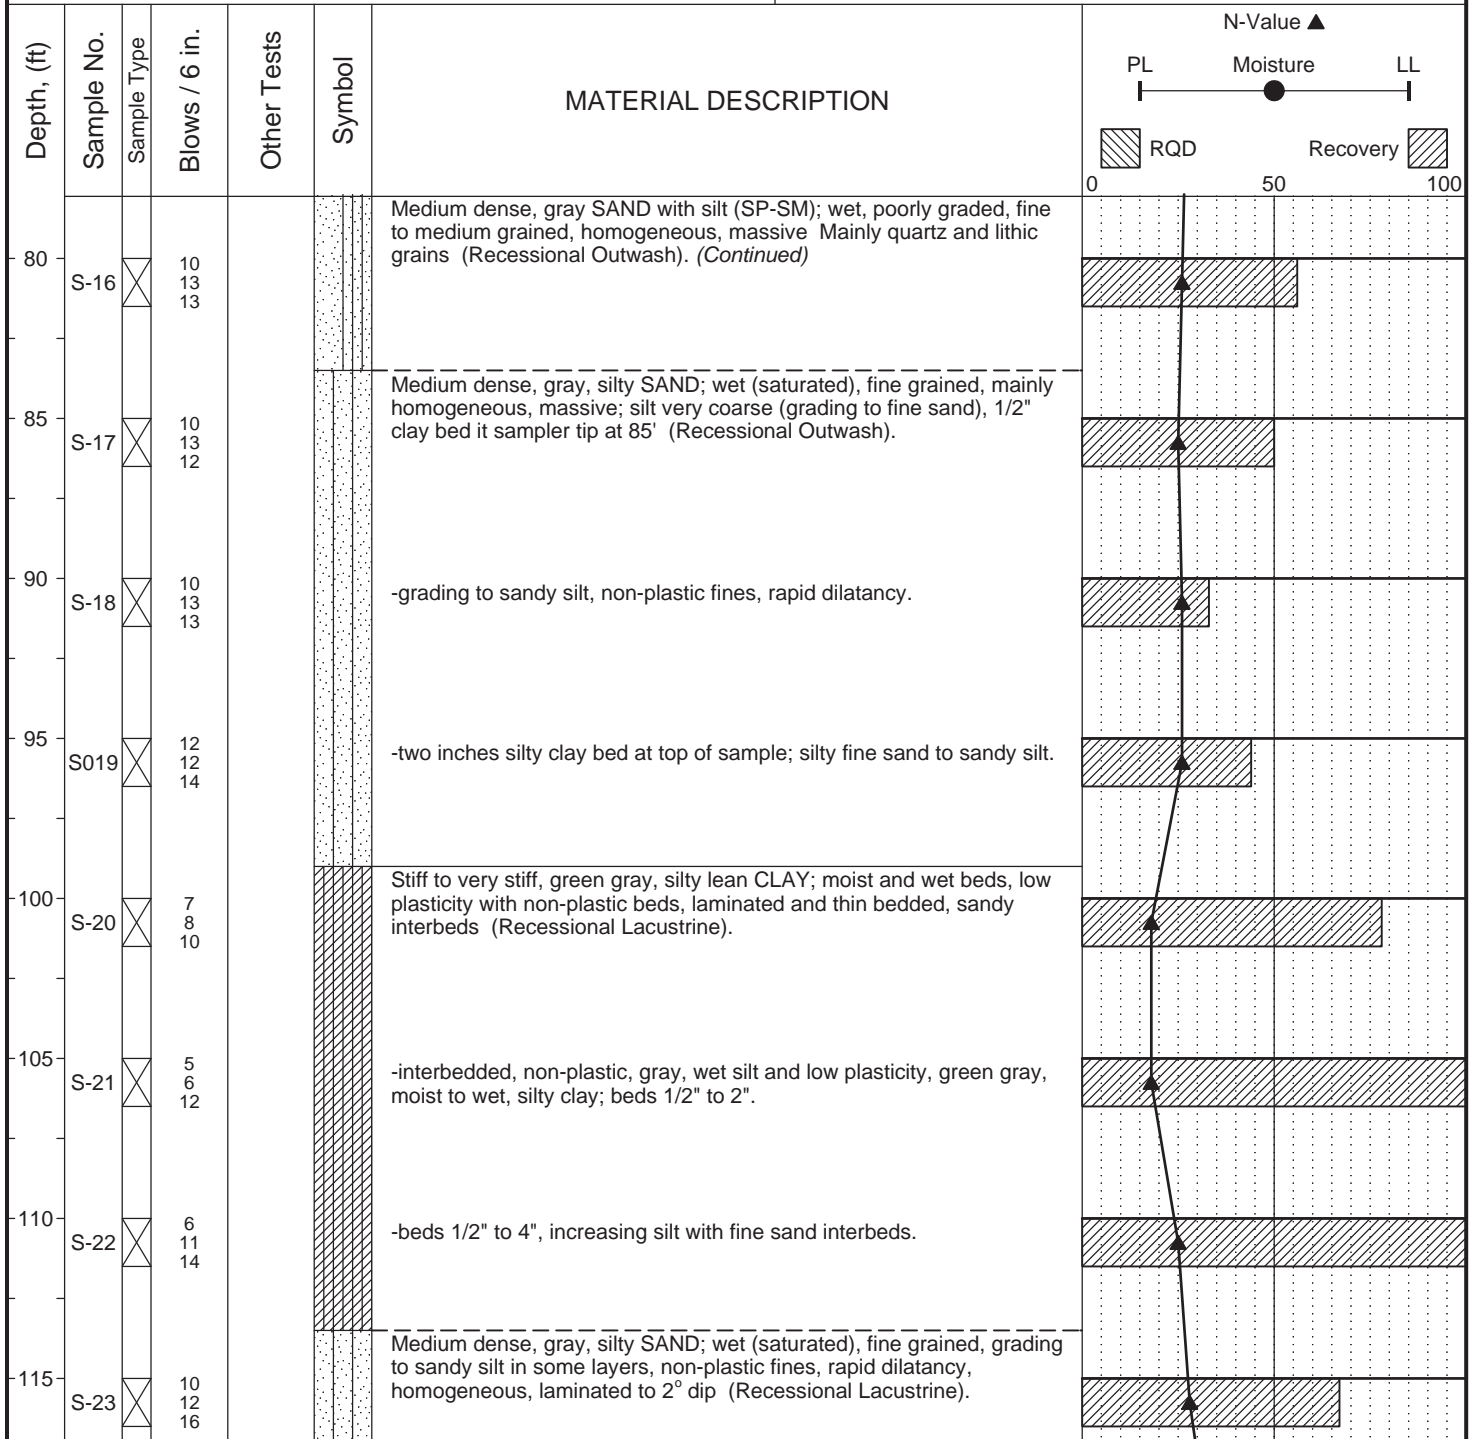 Depth, (ft)
Sample No.
Sample Type
Blows / 6 in.
Other Tests
Symbol
MATERIAL DESCRIPTION
N-Value ▲
PL Moisture LL
RQD Recovery
0 50 100
Medium dense, gray SAND with silt (SP-SM); wet, poorly graded, fine
to medium grained, homogeneous, massive Mainly quartz and lithic
grains (Recessional Outwash). (Continued)
80
S-16
10
13
13
Medium dense, gray, silty SAND; wet (saturated), fine grained, mainly
homogeneous, massive; silt very coarse (grading to fine sand), 1/2"
clay bed it sampler tip at 85' (Recessional Outwash).
85
S-17
10
13
12
90
S-18
10
13
13
-grading to sandy silt, non-plastic fines, rapid dilatancy.
95
S019
12
12
14
-two inches silty clay bed at top of sample; silty fine sand to sandy silt.
Stiff to very stiff, green gray, silty lean CLAY; moist and wet beds, low
plasticity with non-plastic beds, laminated and thin bedded, sandy
interbeds (Recessional Lacustrine).
100
S-20
7
8
10
105
S-21
5
6
12
-interbedded, non-plastic, gray, wet silt and low plasticity, green gray,
moist to wet, silty clay; beds 1/2" to 2".
110
S-22
6
11
14
-beds 1/2" to 4", increasing silt with fine sand interbeds.
Medium dense, gray, silty SAND; wet (saturated), fine grained, grading
to sandy silt in some layers, non-plastic fines, rapid dilatancy,
homogeneous, laminated to 2° dip (Recessional Lacustrine).
115
S-23
10
12
16